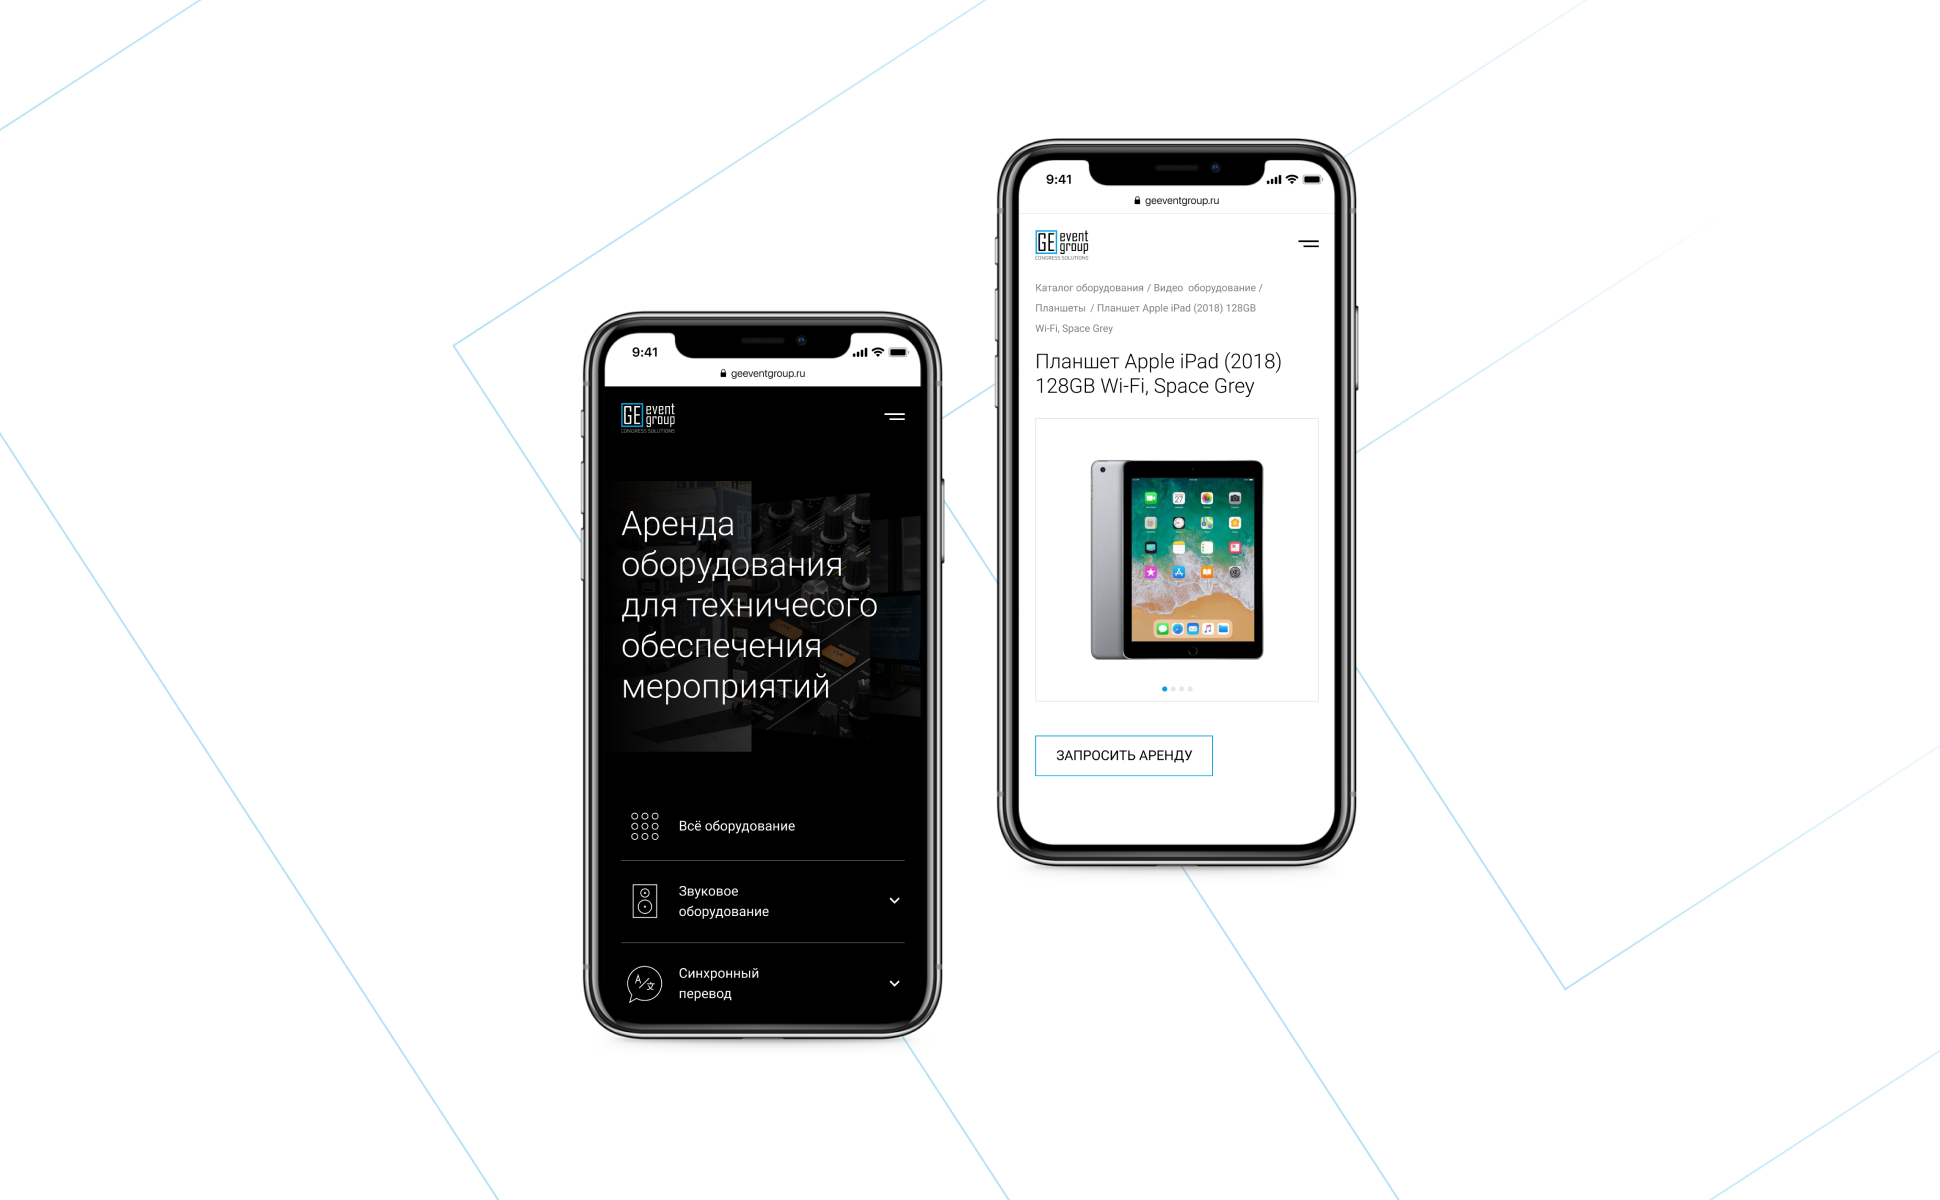 9:41
geeventgroup.ru
GE event
group
CONGRESS SOLUTIONS
Аренда
оборудования
для техничесого
обеспечения
мероприятий
Всё оборудование
Звуковое
оборудование
Синхронный
перевод
9:41
geeventgroup.ru
GE event
group
CONGRESS SOLUTIONS
Каталог оборудования / Видео оборудование /
Планшеты / Планшет Apple iPad (2018) 128GB
Wi-Fi, Space Grey
Планшет Apple iPad (2018)
128GB Wi-Fi, Space Grey
27
ЗАПРОСИТЬ АРЕНДУ